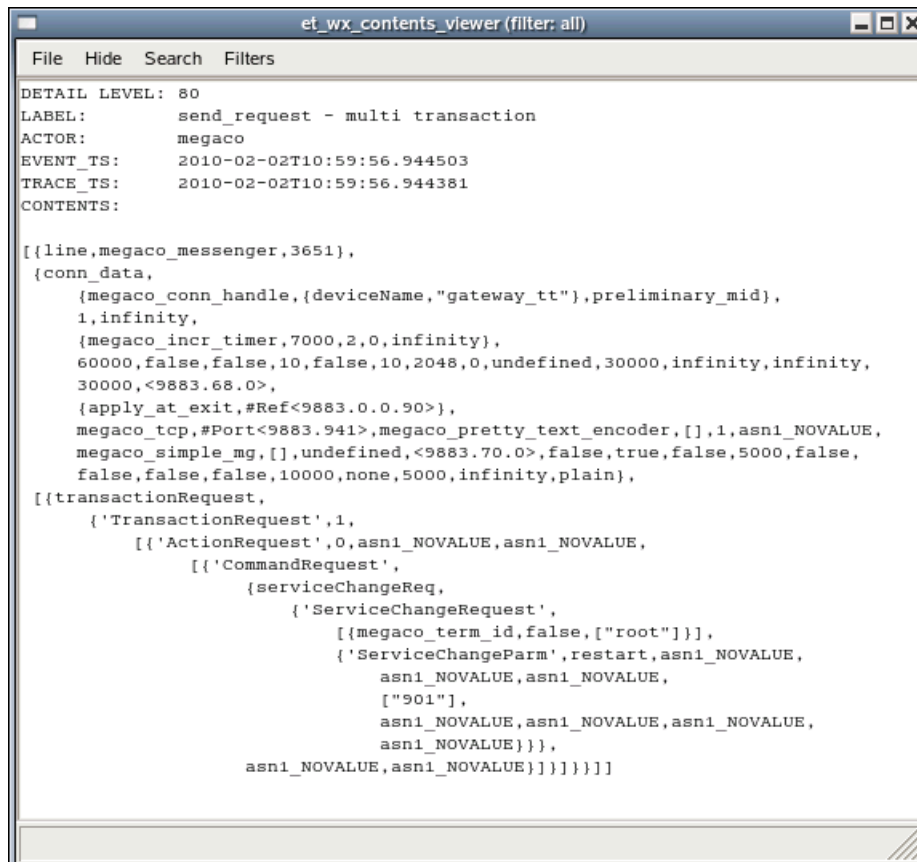 et_wx_contents_viewer (filter: all)
File Hide Search Filters
DETAIL LEVEL: 80
LABEL: send_request - multi transaction
ACTOR: megaco
EVENT_TS: 2010-02-02T10:59:56.944503
TRACE_TS: 2010-02-02T10:59:56.944381
CONTENTS:
[{line,megaco_messenger,3651},
{conn_data,
{megaco_conn_handle,{deviceName,"gateway_tt"},preliminary_mid},
1,infinity,
{megaco_incr_timer,7000,2,0,infinity},
60000,false,false,10,false,10,2048,0,undefined,30000,infinity,infinity,
30000,<9883.68.0>,
{apply_at_exit,#Ref<9883.0.0.90>},
megaco_tcp,#Port<9883.941>,megaco_pretty_text_encoder,[],1,asn1_NOVALUE,
megaco_simple_mg,[],undefined,<9883.70.0>,false,true,false,5000,false,
false,false,false,10000,none,5000,infinity,plain},
[{transactionRequest,
{'TransactionRequest',1,
[{'ActionRequest',0,asn1_NOVALUE,asn1_NOVALUE,
[{'CommandRequest',
{serviceChangeReq,
{'ServiceChangeRequest',
[{megaco_term_id,false,["root"]}],
{'ServiceChangeParm',restart,asn1_NOVALUE,
asn1_NOVALUE,asn1_NOVALUE,
["901"],
asn1_NOVALUE,asn1_NOVALUE,asn1_NOVALUE,
asn1_NOVALUE}}},
asn1_NOVALUE,asn1_NOVALUE}]}]}}]]